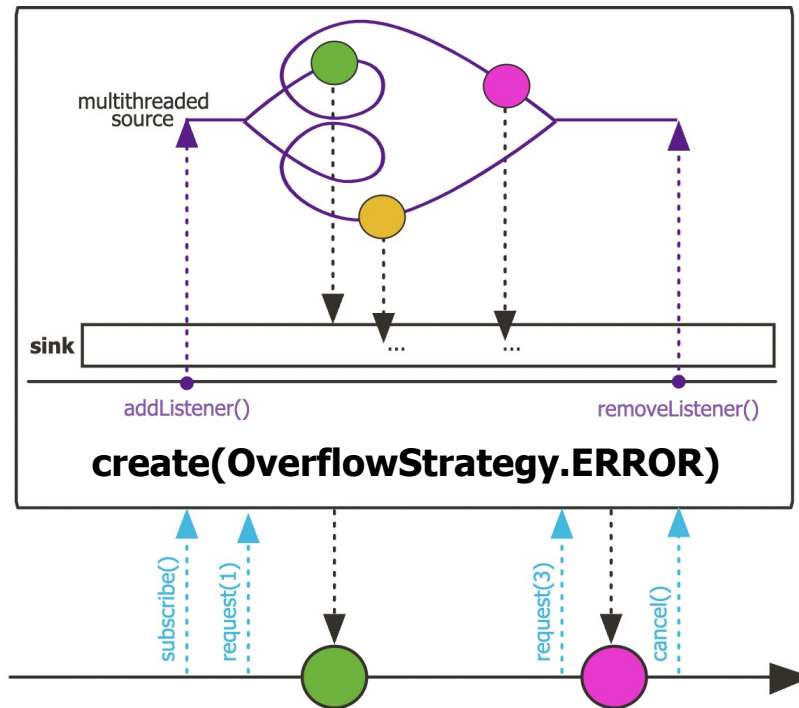 multithreaded
source
sink
...
...
addListener()
removeListener()
create(OverflowStrategy.ERROR)
subscribe()
request(1)
request(3)
cancel()